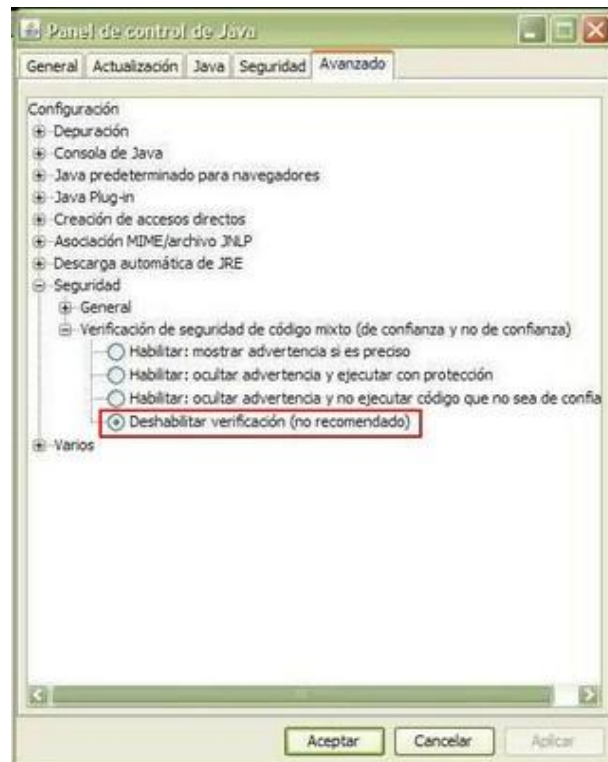 Panel de control de Java
General Actualización Java Seguridad Avanzado
Configuración
Depuración
Consola de Java
Java predeterminado para navegadores
Java Plug-in
Creación de accesos directos
Asociación MIME/archivo JNLP
Descarga automática de JRE
Seguridad
General
Verificación de seguridad de código mixto (de confianza y no de confianza)
Habilitar: mostrar advertencia si es preciso
Habilitar: ocultar advertencia y ejecutar con protección
Habilitar: ocultar advertencia y no ejecutar código que no sea de confia
Deshabilitar verificación (no recomendado)
Varios
Aceptar Cancelar Aplicar